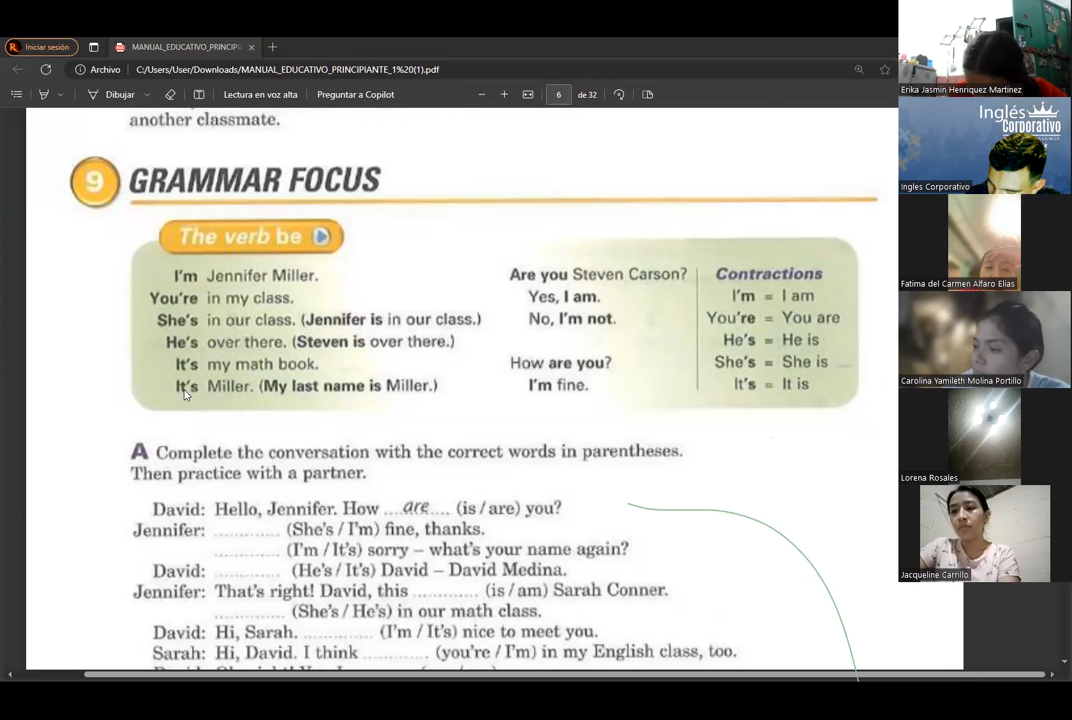 Iniciar sesión
MANUAL_EDUCATIVO_PRINCIPI
Archivo C:/Users/User/Downloads/MANUAL_EDUCATIVO_PRINCIPIANTE_1%20(1).pdf
Dibujar Lectura en voz alta Preguntar a Copilot 6 de 32
another classmate.
9 GRAMMAR FOCUS
The verb be
I'm Jennifer Miller.
You're in my class.
She's in our class. (Jennifer is in our class.)
He's over there. (Steven is over there.)
It's my math book.
It's Miller. (My last name is Miller.)
Are you Steven Carson?
Yes, I am.
No, I'm not.
How are you?
I'm fine.
Contractions
I'm = I am
You're = You are
He's = He is
She's = She is
It's = It is
A Complete the conversation with the correct words in parentheses.
Then practice with a partner.
David: Hello, Jennifer. How ....are.... (is / are) you?
Jennifer: ............. (She's / I'm) fine, thanks.
............. (I'm / It's) sorry – what's your name again?
David: ............. (He's / It's) David – David Medina.
Jennifer: That's right! David, this ............. (is / am) Sarah Conner.
............. (She's / He's) in our math class.
David: Hi, Sarah. ............. (I'm / It's) nice to meet you.
Sarah: Hi, David. I think ............. (you're / I'm) in my English class, too.
Erika Jasmin Henriquez Martinez
Inglés
Corporativo
Ingles Corporativo
Fatima del Carmen Alfaro Elias
Carolina Yamileth Molina Portillo
Lorena Rosales
Jacqueline Carrillo